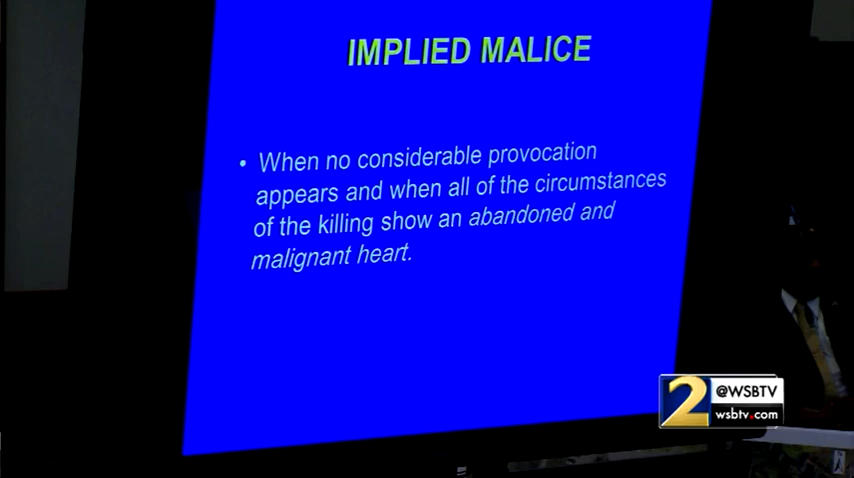 IMPLIED MALICE
• When no considerable provocation
appears and when all of the circumstances
of the killing show an abandoned and
malignant heart.
2 @WSBTV
wsbtv.com